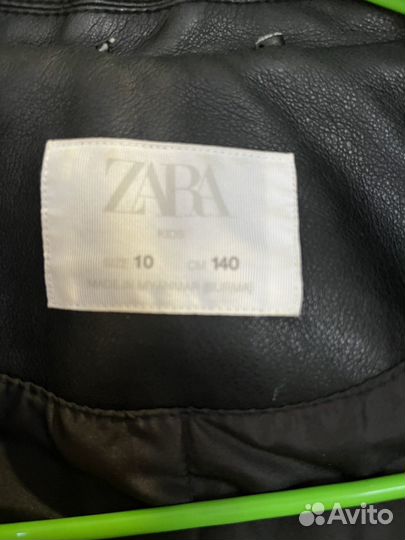 ZARA
KIDS
SIZE 10 CM 140
MADE IN MYANMAR (BURMA)
Avito